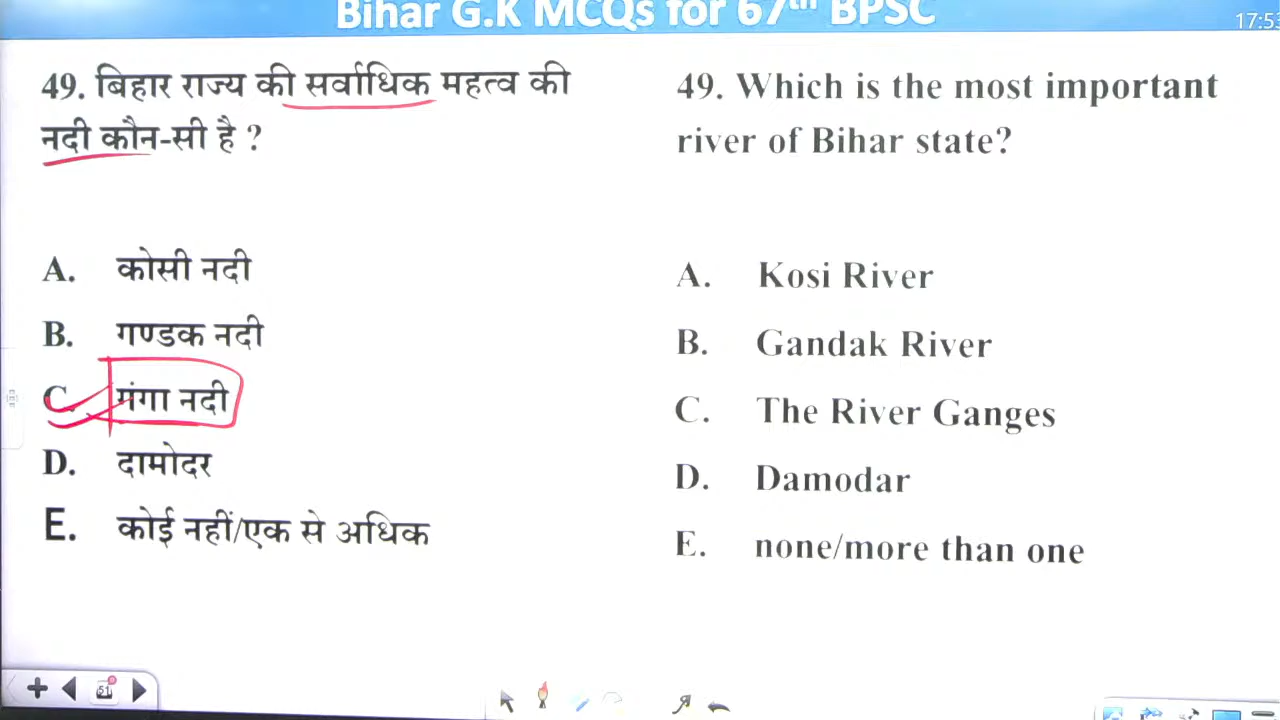 Bihar G.K MCQs for 67th BPSC
17:53
49. बिहार राज्य की सर्वाधिक महत्व की
नदी कौन-सी है ?
A. कोसी नदी
B. गण्डक नदी
C. गंगा नदी
D. दामोदर
E. कोई नहीं/एक से अधिक
49. Which is the most important
river of Bihar state?
A. Kosi River
B. Gandak River
C. The River Ganges
D. Damodar
E. none/more than one
51